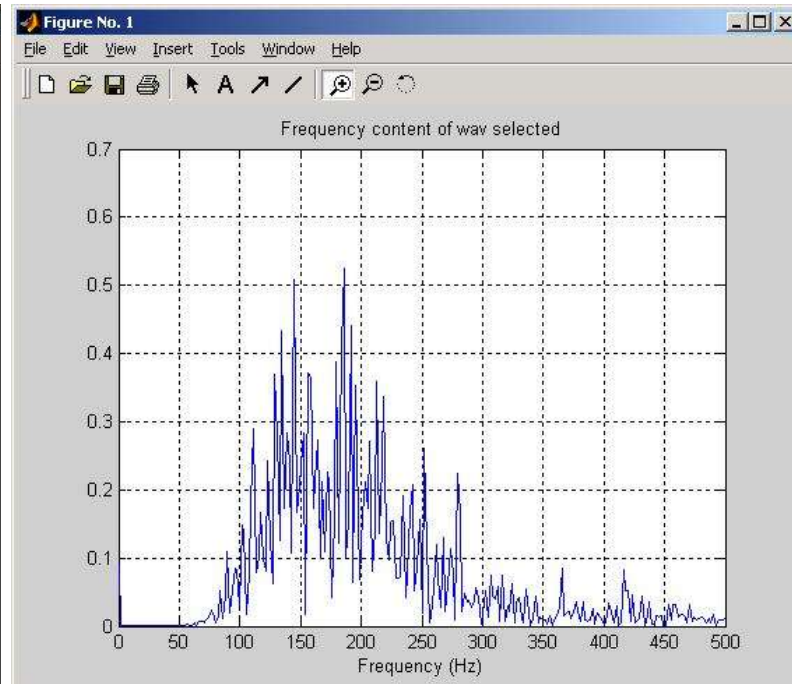 Figure No. 1
File Edit View Insert Tools Window Help
A
Frequency content of wav selected
0.7
0.6
0.5
0.4
0.3
0.2
0.1
0
0 50 100 150 200 250 300 350 400 450 500
Frequency (Hz)